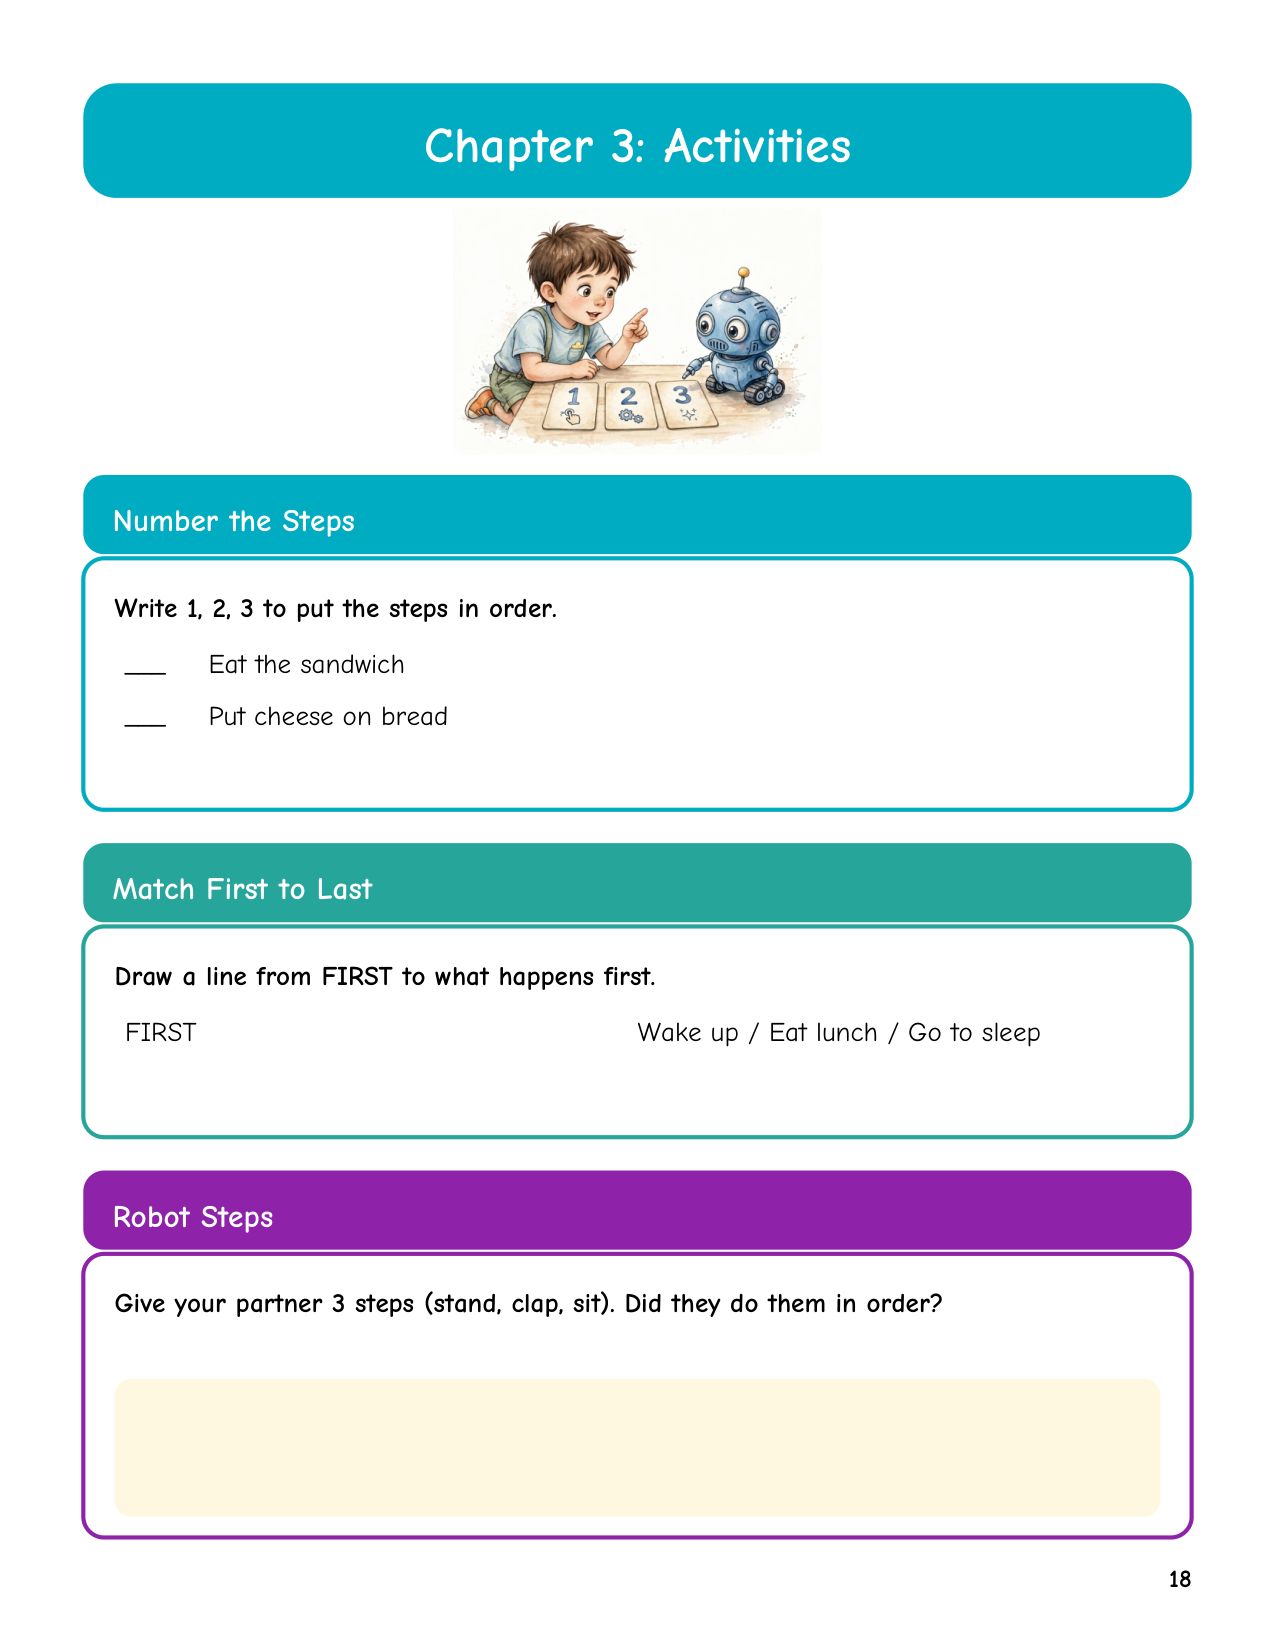 Chapter 3: Activities
1 2 3
Number the Steps
Write 1, 2, 3 to put the steps in order.
___ Eat the sandwich
___ Put cheese on bread
Match First to Last
Draw a line from FIRST to what happens first.
FIRST Wake up / Eat lunch / Go to sleep
Robot Steps
Give your partner 3 steps (stand, clap, sit). Did they do them in order?
18